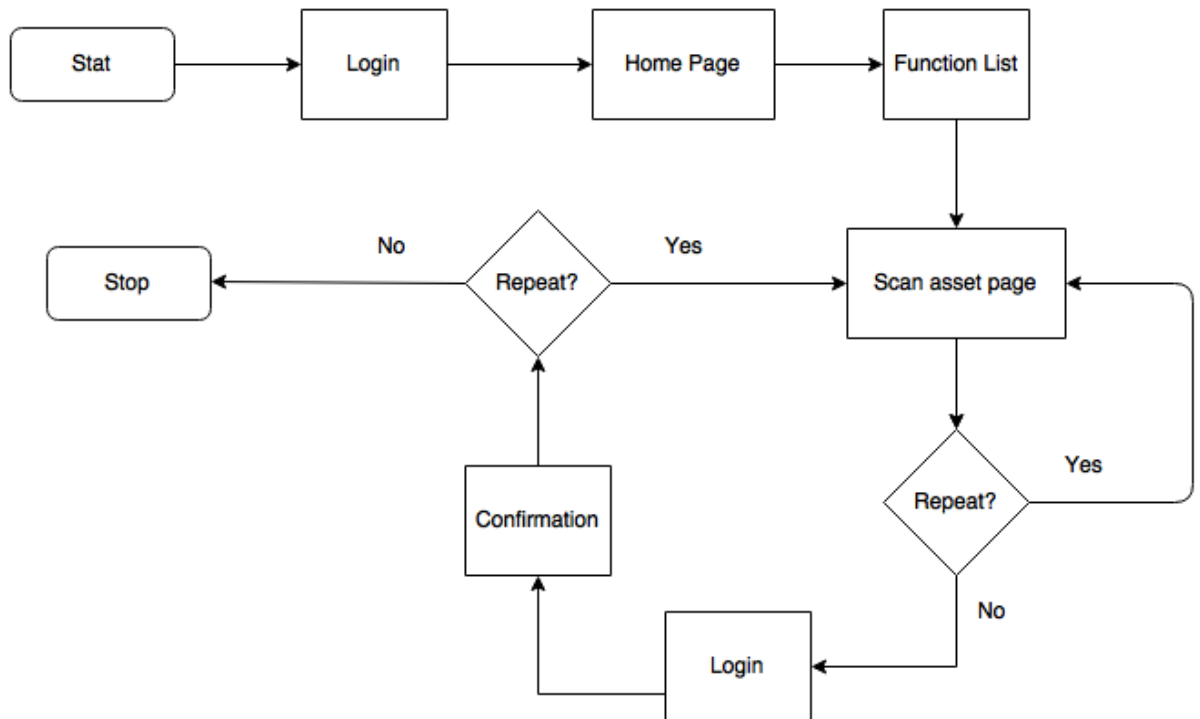 Stat
Login
Home Page
Function List
No
Yes
Stop
Repeat?
Scan asset page
Yes
Repeat?
Confirmation
No
Login